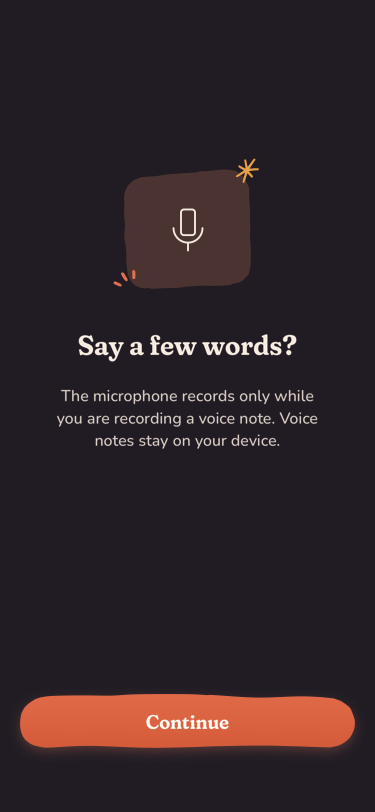 Say a few words?
The microphone records only while
you are recording a voice note. Voice
notes stay on your device.
Continue